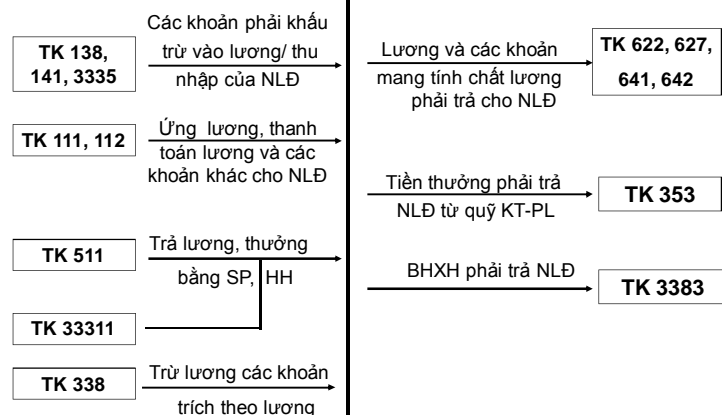 Các khoản phải khấu
TK 138,
141, 3335
trừ vào lương/ thu
nhập của NLĐ
TK 111, 112
Ứng lương, thanh
toán lương và các
khoản khác cho NLĐ
TK 511
Trả lương, thưởng
bằng SP, HH
TK 33311
TK 338
Trừ lương các khoản
trích theo lương
Lương và các khoản
mang tính chất lương
phải trả cho NLĐ
TK 622, 627,
641, 642
Tiền thưởng phải trả
NLĐ từ quỹ KT-PL
TK 353
BHXH phải trả NLĐ
TK 3383